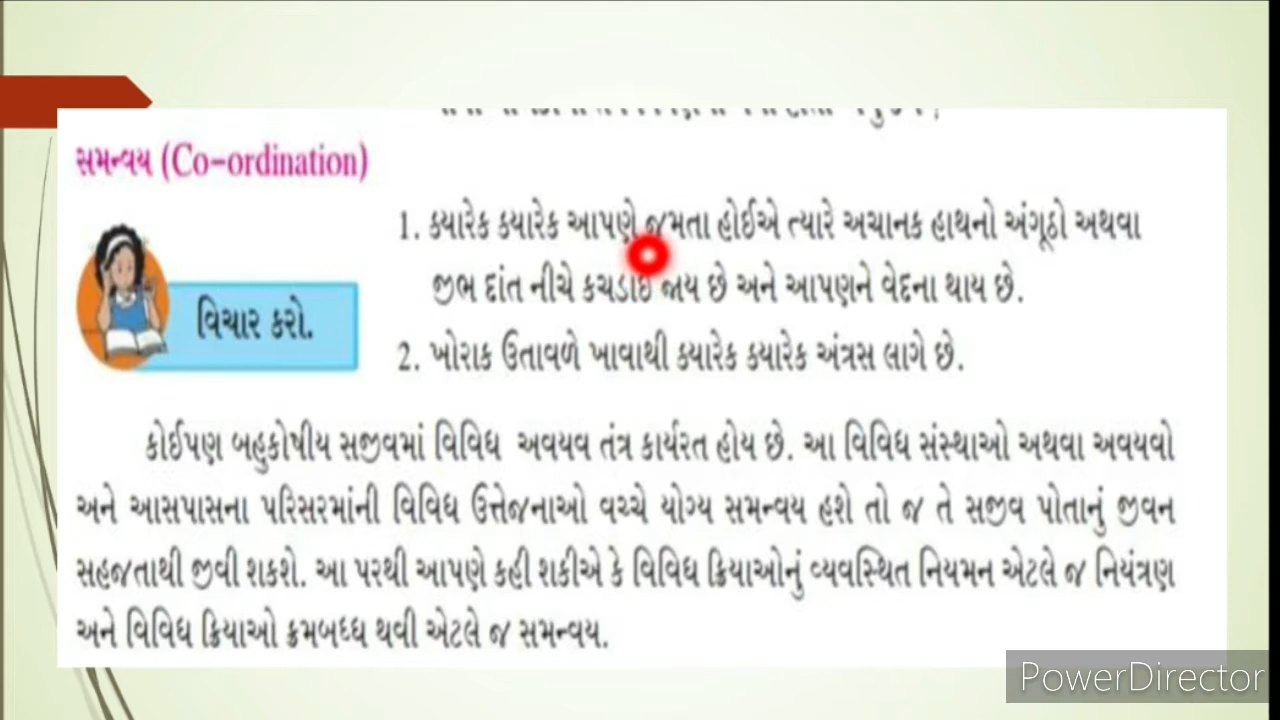 સમન્વય (Co-ordination)
1. ક્યારેક ક્યારેક આપણે જમતા હોઈએ ત્યારે અચાનક હાથનો અંગૂઠો અથવા
જીભ દાંત નીચે કચડાઈ જાય છે અને આપણને વેદના થાય છે.
વિચાર કરો.
2. ખોરાક ઉતાવળે ખાવાથી ક્યારેક ક્યારેક અંત્રસ લાગે છે.
કોઈપણ બહુકોષીય સજીવમાં વિવિધ અવયવ તંત્ર કાર્યરત હોય છે. આ વિવિધ સંસ્થાઓ અથવા અવયવો
અને આસપાસના પરિસરમાંની વિવિધ ઉત્તેજનાઓ વચ્ચે યોગ્ય સમન્વય હશે તો જ તે સજીવ પોતાનું જીવન
સહજતાથી જીવી શકશે. આ પરથી આપણે કહી શકીએ કે વિવિધ ક્રિયાઓનું વ્યવસ્થિત નિયમન એટલે જ નિયંત્રણ
અને વિવિધ ક્રિયાઓ ક્રમબધ્ધ થવી એટલે જ સમન્વય.
PowerDirector